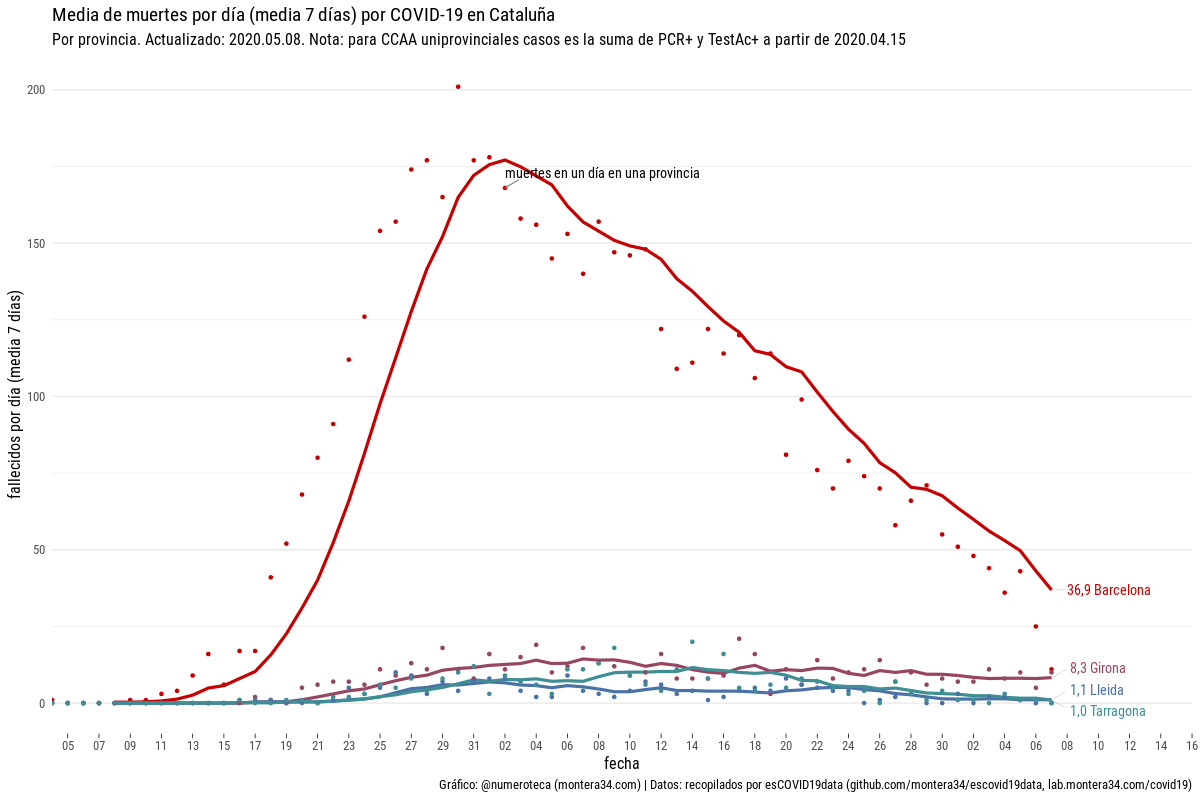 Media de muertes por día (media 7 días) por COVID-19 en Cataluña
Por provincia. Actualizado: 2020.05.08. Nota: para CCAA uniprovinciales casos es la suma de PCR+ y TestAc+ a partir de 2020.04.15
fallecidos por día (media 7 días)
200
150
100
50
0
muertes en un día en una provincia
36,9 Barcelona
8,3 Girona
1,1 Lleida
1,0 Tarragona
05 07 09 11 13 15 17 19 21 23 25 27 29 31 02 04 06 08 10 12 14 16 18 20 22 24 26 28 30 02 04 06 08 10 12 14 16
fecha
Gráfico: @numeroteca (montera34.com) | Datos: recopilados por esCOVID19data (github.com/montera34/escovid19data, lab.montera34.com/covid19)